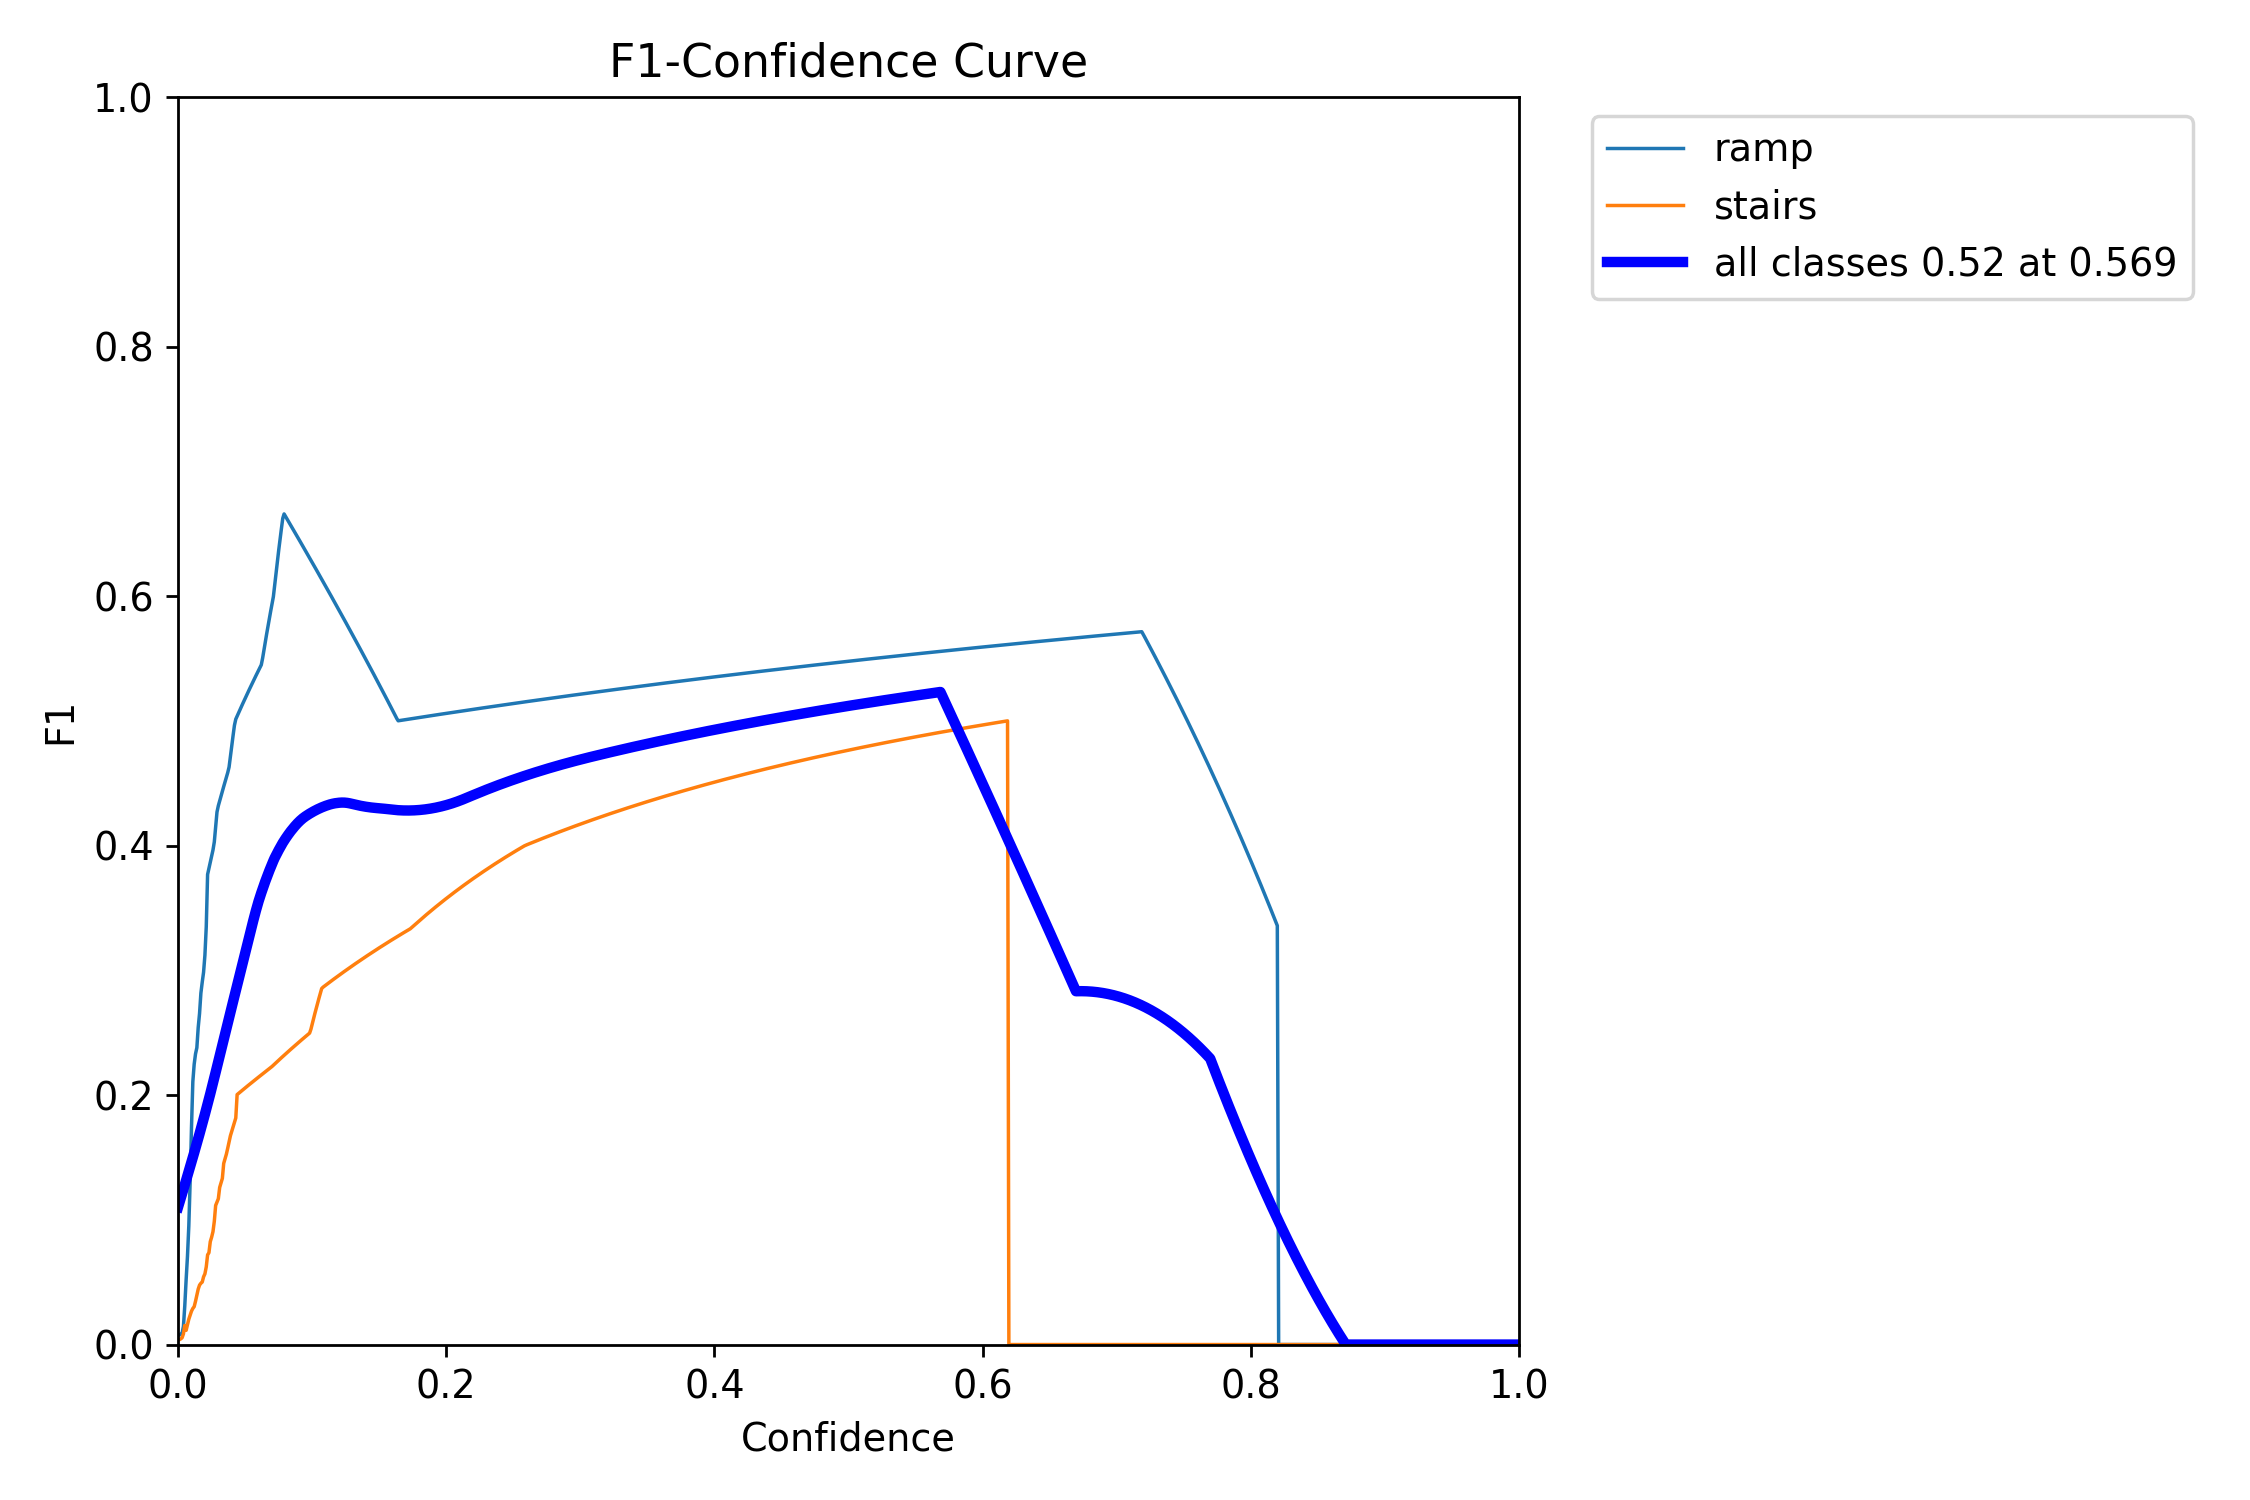 F1-Confidence Curve
1.0
0.8
0.6
0.4
0.2
0.0
F1
0.0 0.2 0.4 0.6 0.8 1.0
Confidence
ramp
stairs
all classes 0.52 at 0.569